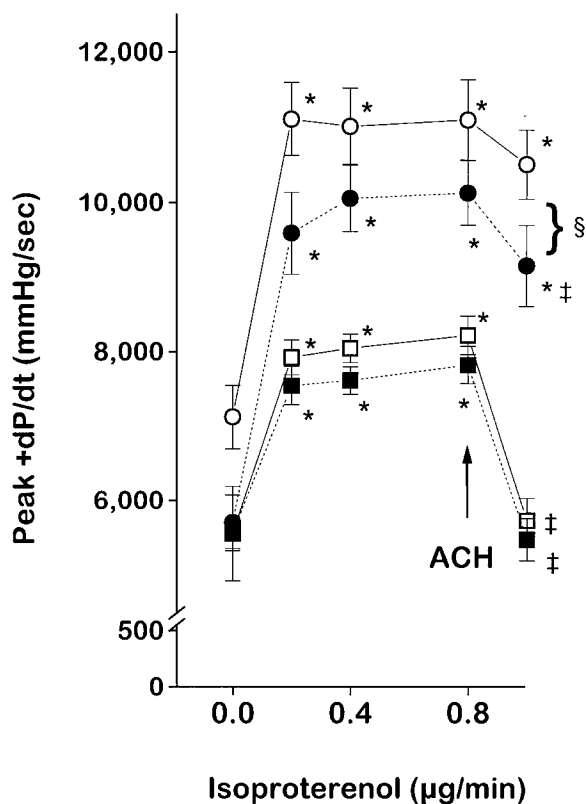 12,000
10,000
8,000
6,000
500
0
Peak +dP/dt (mmHg/sec)
* * * *
* * * * ‡
§
* * *
* * *
ACH
‡
‡
0.0 0.4 0.8
Isoproterenol (µg/min)